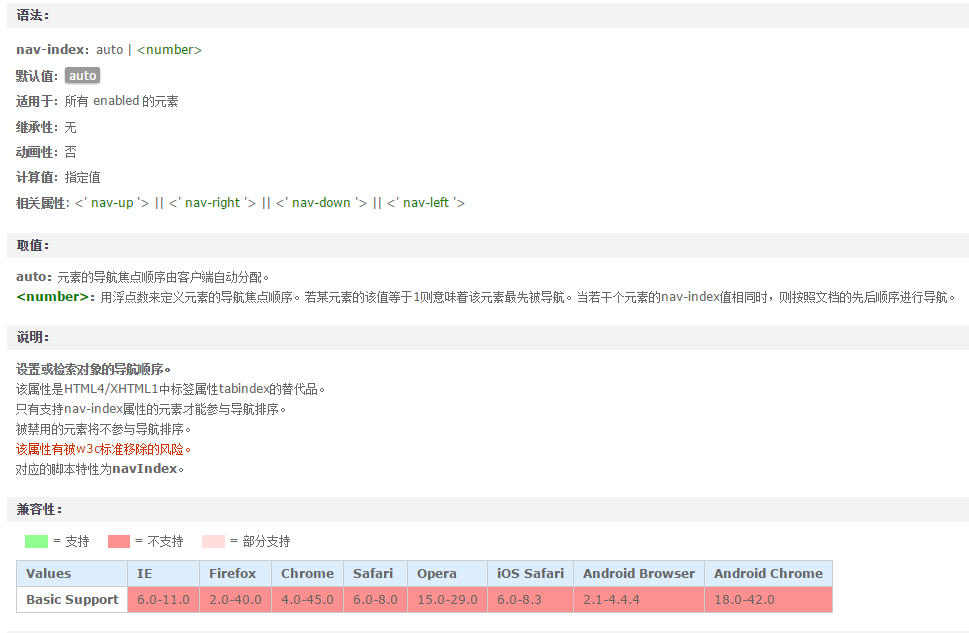 语法：
nav-index：auto | <number>
默认值：auto
适用于：所有 enabled 的元素
继承性：无
动画性：否
计算值：指定值
相关属性: <' nav-up '> || <' nav-right '> || <' nav-down '> || <' nav-left '>
取值：
auto：元素的导航焦点顺序由客户端自动分配。
<number>：用浮点数来定义元素的导航焦点顺序。若某元素的该值等于1则意味着该元素最先被导航。当若干个元素的nav-index值相同时，则按照文档的先后顺序进行导航。
说明：
设置或检索对象的导航顺序。
该属性是HTML4/XHTML1中标签属性tabindex的替代品。
只有支持nav-index属性的元素才能参与导航排序。
被禁用的元素将不参与导航排序。
该属性有被w3c标准移除的风险。
对应的脚本特性为navIndex。
兼容性：
= 支持 = 不支持 = 部分支持
Values IE Firefox Chrome Safari Opera iOS Safari Android Browser Android Chrome
Basic Support 6.0-11.0 2.0-40.0 4.0-45.0 6.0-8.0 15.0-29.0 6.0-8.3 2.1-4.4.4 18.0-42.0